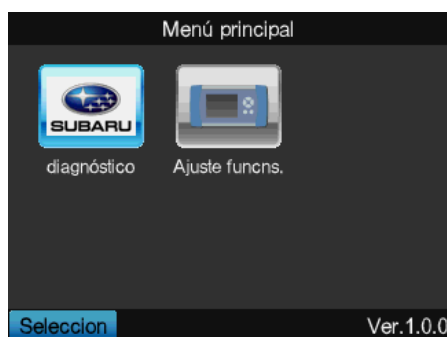 Menú principal
SUBARU
diagnóstico
Ajuste funcns.
Seleccion
Ver.1.0.0